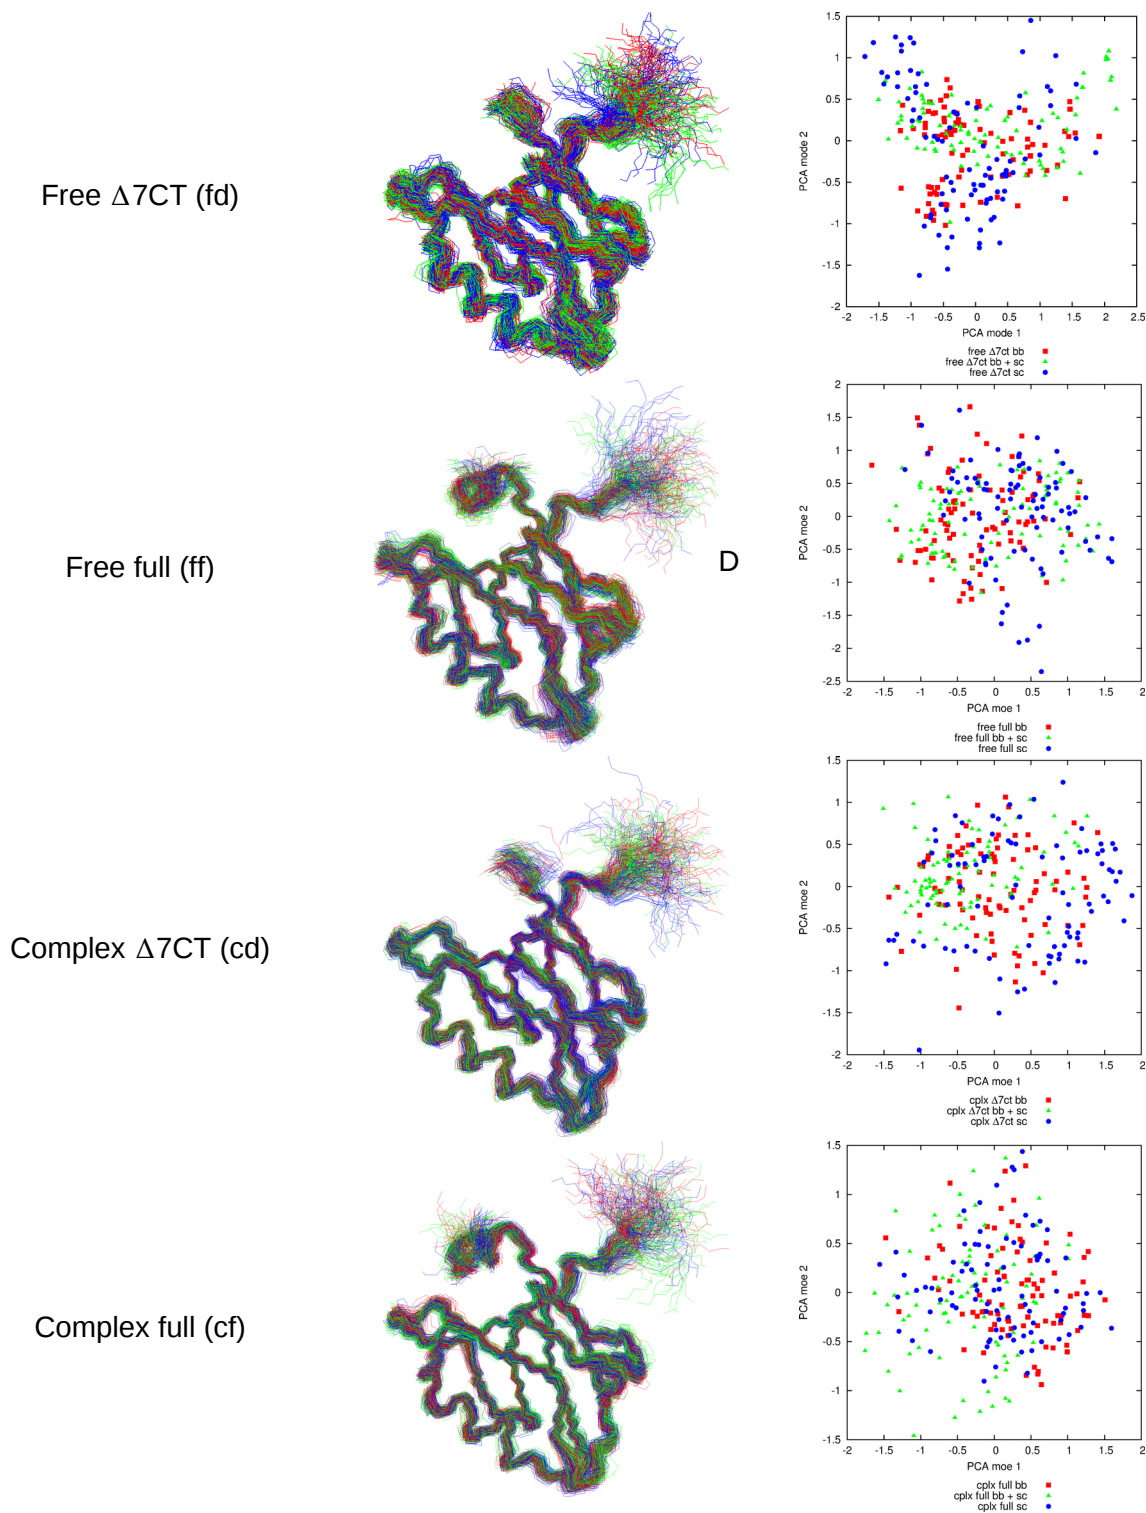 Free Δ7CT (fd)
1.5
1
0.5
0
-0.5
-1
-1.5
-2
PCA mode 2
-2 -1.5 -1 -0.5 0 0.5 1 1.5 2 2.5
PCA mode 1
free Δ7ct bb
free Δ7ct bb + sc
free Δ7ct sc
Free full (ff)
D
2
1.5
1
0.5
0
-0.5
-1
-1.5
-2
-2.5
PCA moe 2
-2 -1.5 -1 -0.5 0 0.5 1 1.5 2
PCA moe 1
free full bb
free full bb + sc
free full sc
Complex Δ7CT (cd)
1.5
1
0.5
0
-0.5
-1
-1.5
-2
PCA moe 2
-2 -1.5 -1 -0.5 0 0.5 1 1.5 2
PCA moe 1
cplx Δ7ct bb
cplx Δ7ct bb + sc
cplx Δ7ct sc
Complex full (cf)
1.5
1
0.5
0
-0.5
-1
-1.5
PCA moe 2
-2 -1.5 -1 -0.5 0 0.5 1 1.5 2
PCA moe 1
cplx full bb
cplx full bb + sc
cplx full sc